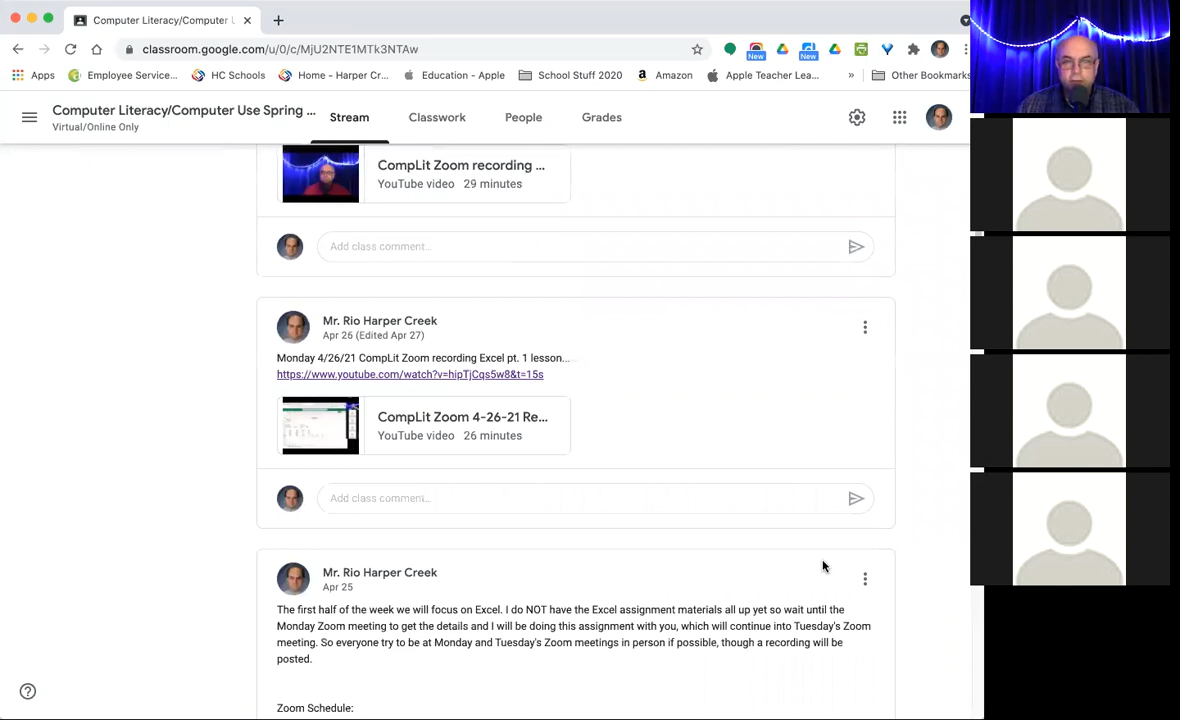 Computer Literacy/Computer U
classroom.google.com/u/0/c/MjU2NTE1MTk3NTAw
New
New
Apps
Employee Service...
HC Schools
Home - Harper Cr...
Education - Apple
School Stuff 2020
Amazon
Apple Teacher Lea...
»
Other Bookmarks
Computer Literacy/Computer Use Spring ...
Virtual/Online Only
Stream
Classwork
People
Grades
CompLit Zoom recording ...
YouTube video 29 minutes
Add class comment...
Mr. Rio Harper Creek
Apr 26 (Edited Apr 27)
Monday 4/26/21 CompLit Zoom recording Excel pt. 1 lesson...
https://www.youtube.com/watch?v=hipTjCqs5w8&t=15s
CompLit Zoom 4-26-21 Re...
YouTube video 26 minutes
Add class comment...
Mr. Rio Harper Creek
Apr 25
The first half of the week we will focus on Excel. I do NOT have the Excel assignment materials all up yet so wait until the
Monday Zoom meeting to get the details and I will be doing this assignment with you, which will continue into Tuesday's Zoom
meeting. So everyone try to be at Monday and Tuesday's Zoom meetings in person if possible, though a recording will be
posted.
Zoom Schedule: